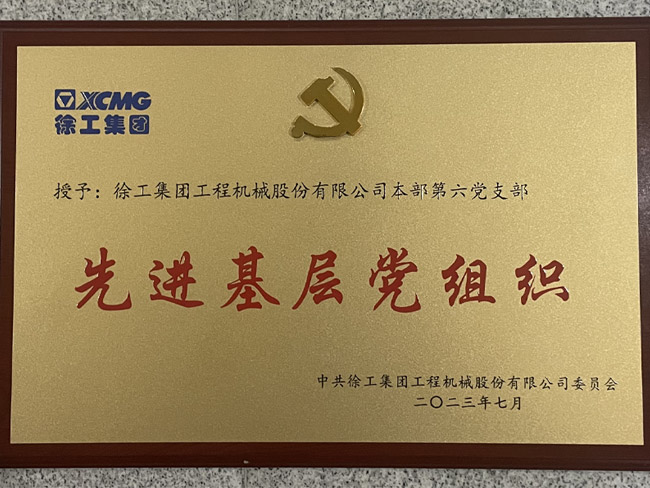 XCMG
徐工集团
授予：徐工集团工程机械股份有限公司本部第六党支部
先进基层党组织
中共徐工集团工程机械股份有限公司委员会
二〇二三年七月